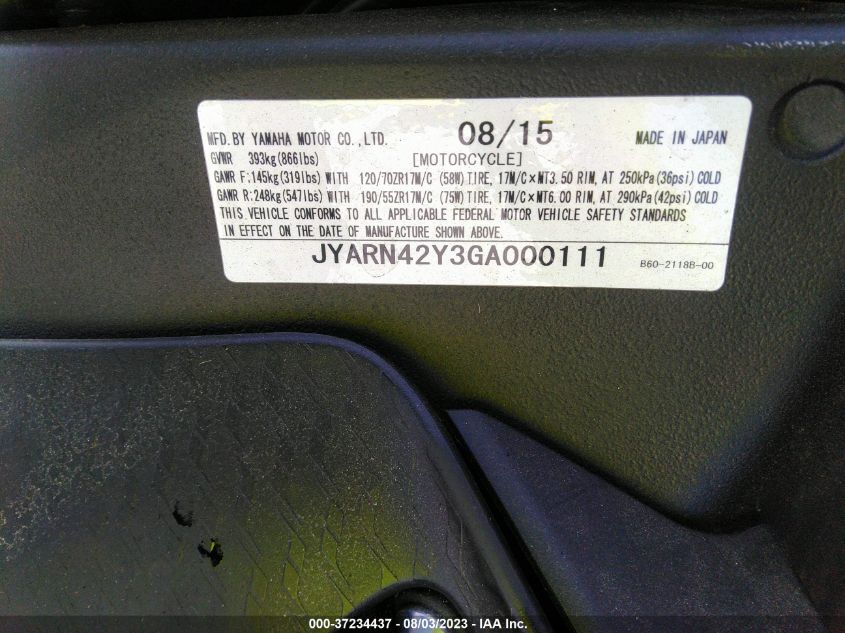 MFD. BY YAMAHA MOTOR CO.,LTD. 08/15 MADE IN JAPAN
GVWR 393kg(866lbs) [MOTORCYCLE]
GAWR F:145kg(319lbs) WITH 120/70ZR17M/C (58W) TIRE, 17M/C×MT3.50 RIM, AT 250kPa(36psi) COLD
GAWR R:248kg(547lbs) WITH 190/55ZR17M/C (75W) TIRE, 17M/C×MT6.00 RIM, AT 290kPa(42psi) COLD
THIS VEHICLE CONFORMS TO ALL APPLICABLE FEDERAL MOTOR VEHICLE SAFETY STANDARDS
IN EFFECT ON THE DATE OF MANUFACTURE SHOWN ABOVE.
JYARN42Y3GA000111 B60-2118B-00
000-37234437 - 08/03/2023 - IAA Inc.